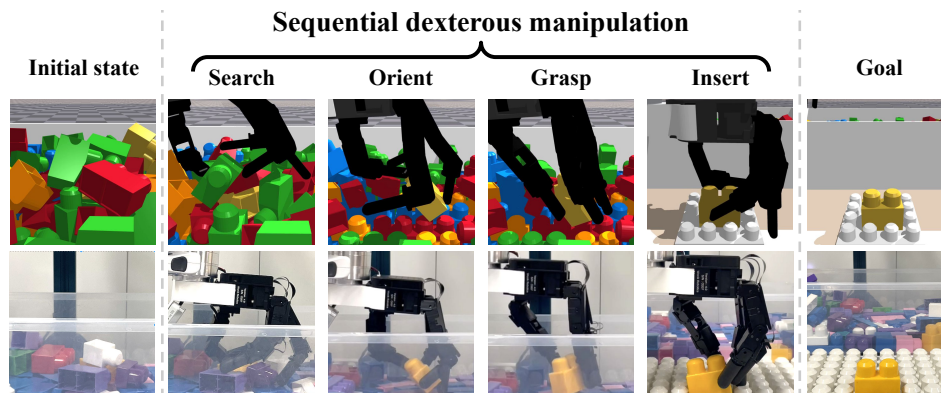 Sequential dexterous manipulation
Initial state
Search
Orient
Grasp
Insert
Goal